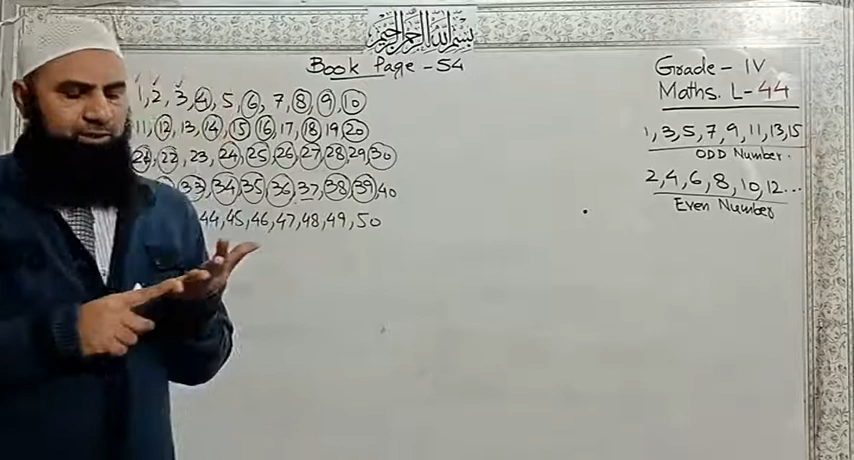 بسم الله الرحمن الرحيم
Book Page - 54
Grade - IV
Maths. L- 44
1, 2, 3, 4, 5, 6, 7, 8, 9, 10
11, 12, 13, 14, 15, 16, 17, 18, 19, 20
21, 22, 23, 24, 25, 26, 27, 28, 29, 30
33, 34, 35, 36, 37, 38, 39, 40
44, 45, 46, 47, 48, 49, 50
1, 3, 5, 7, 9, 11, 13, 15
ODD Number.
2, 4, 6, 8, 10, 12...
Even Number